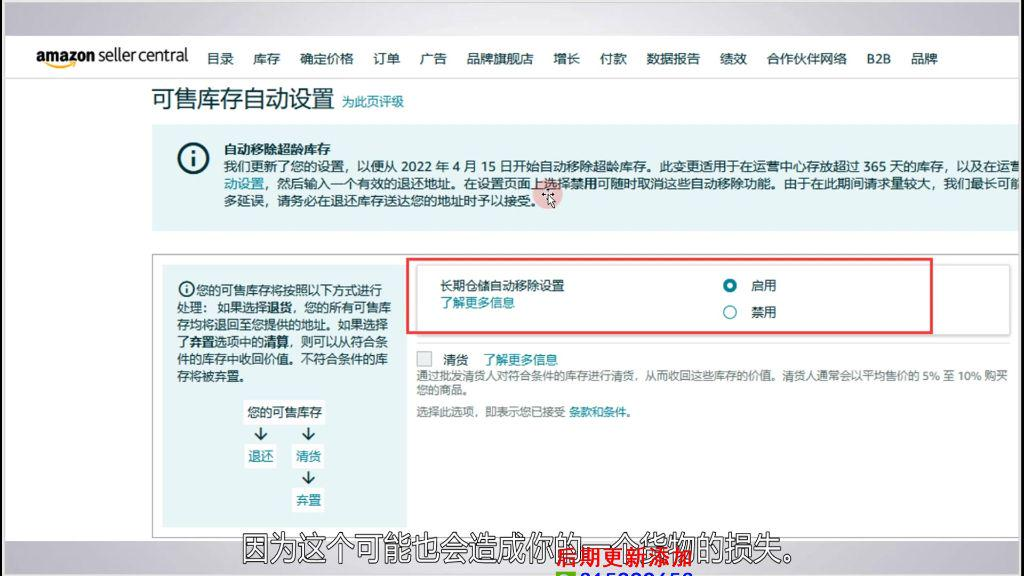 amazon seller central 目录 库存 确定价格 订单 广告 品牌旗舰店 增长 付款 数据报告 绩效 合作伙伴网络 B2B 品牌
可售库存自动设置 为此页评级
自动移除超龄库存
我们更新了您的设置，以便从 2022 年 4 月 15 日开始自动移除超龄库存。此变更适用于在运营中心存放超过 365 天的库存，以及在运营
动设置，然后输入一个有效的退还地址。在设置页面上选择禁用可随时取消这些自动移除功能。由于在此期间请求量较大，我们最长可能
多延误，请务必在退还库存送达您的地址时予以接受。
您的可售库存将按照以下方式进行
处理：如果选择退货，您的所有可售库
存均将退回至您提供的地址。如果选择
了弃置选项中的清算，则可以从符合条
件的库存中收回价值。不符合条件的库
存将被弃置。
您的可售库存
退还 清货
弃置
长期仓储自动移除设置 启用
了解更多信息 禁用
清货 了解更多信息
通过批发清货人对符合条件的库存进行清货，从而收回这些库存的价值。清货人通常会以平均售价的 5% 至 10% 购买
您的商品。
选择此选项，即表示您已接受 条款和条件。
因为这个可能也会造成你的一个货物的损失。
后期更新添加